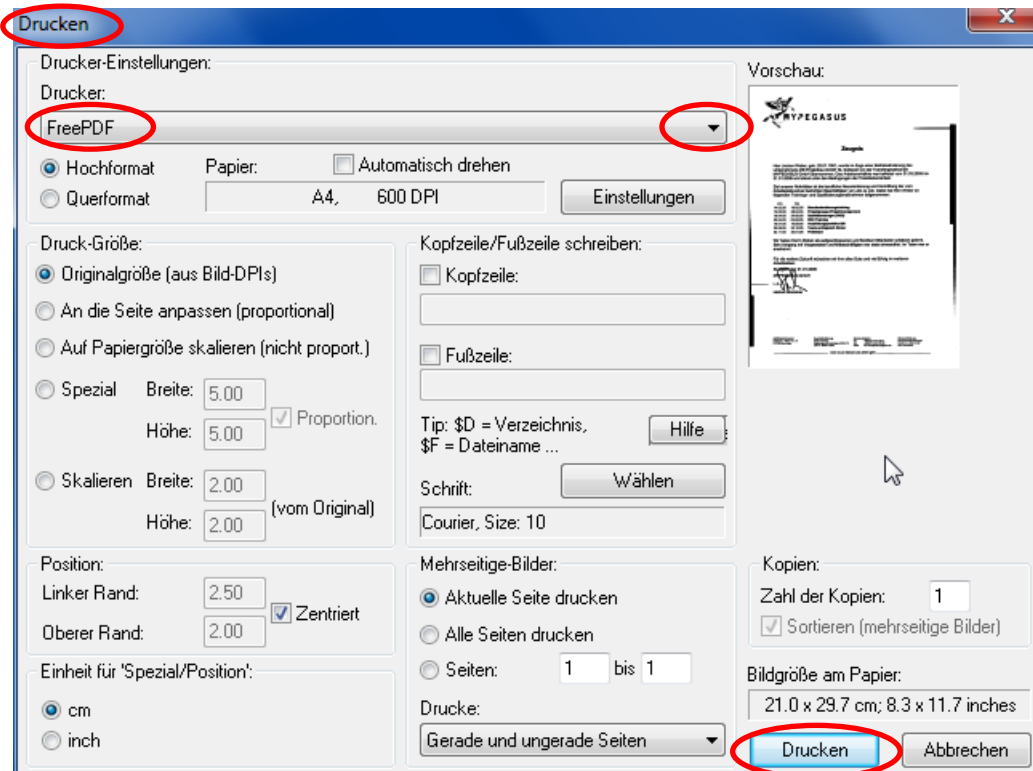 Drucken
Drucker-Einstellungen:
Drucker:
FreePDF
Hochformat
Papier:
Automatisch drehen
Querformat
A4, 600 DPI
Einstellungen
Druck-Größe:
Originalgröße (aus Bild-DPIs)
An die Seite anpassen (proportional)
Auf Papiergröße skalieren (nicht proport.)
Spezial
Breite: 5.00
Höhe: 5.00
Proportion.
Skalieren
Breite: 2.00
Höhe: 2.00
(vom Original)
Kopfzeile/Fußzeile schreiben:
Kopfzeile:
Fußzeile:
Tip: $D = Verzeichnis,
$F = Dateiname ...
Hilfe
Schrift:
Wählen
Courier, Size: 10
Position:
Linker Rand: 2.50
Oberer Rand: 2.00
Zentriert
Einheit für 'Spezial/Position':
cm
inch
Mehrseitige-Bilder:
Aktuelle Seite drucken
Alle Seiten drucken
Seiten: 1 bis 1
Drucke:
Gerade und ungerade Seiten
Vorschau:
MYPEGASUS
Zeugnis
Kopien:
Zahl der Kopien: 1
Sortieren (mehrseitige Bilder)
Bildgröße am Papier:
21.0 x 29.7 cm; 8.3 x 11.7 inches
Drucken
Abbrechen